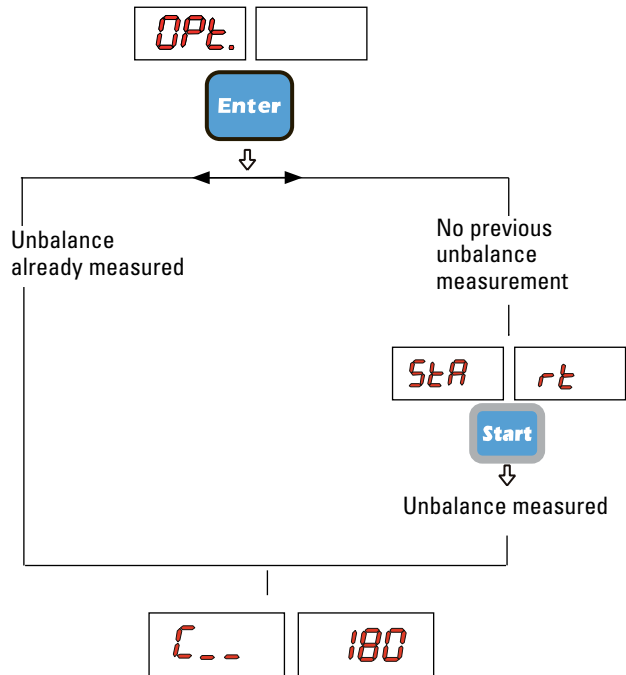 OPt.
Enter
Unbalance
already measured
No previous
unbalance
measurement
StA rt
Start
Unbalance measured
C_ _ 180